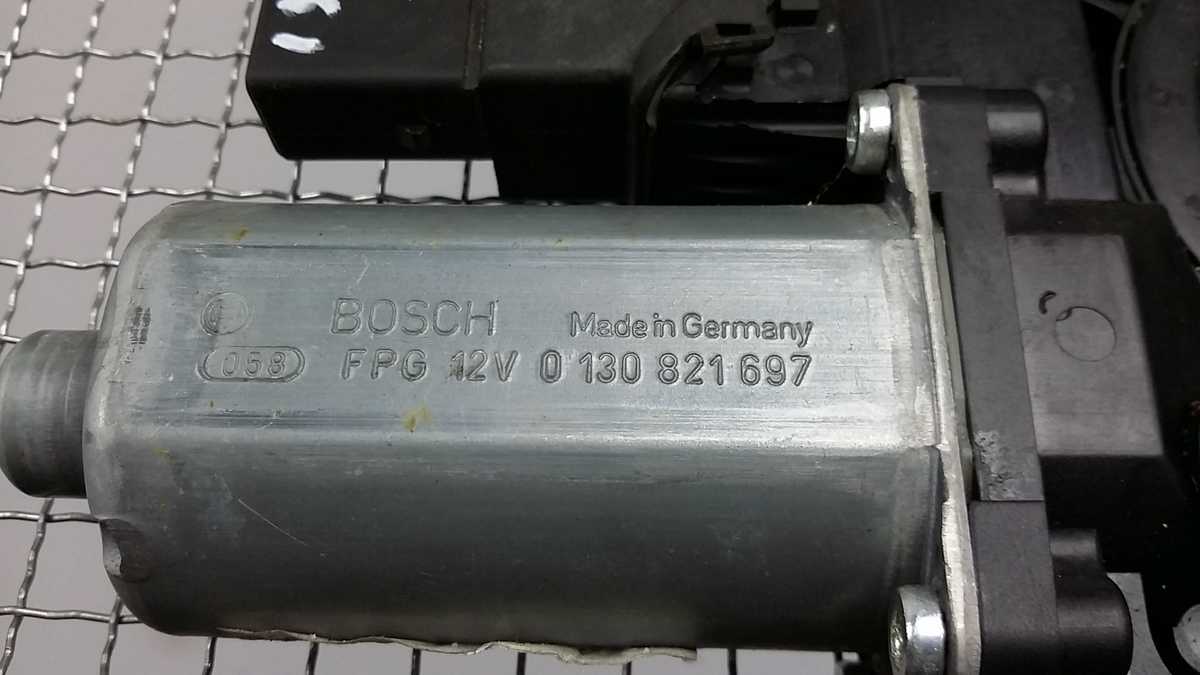 BOSCH Made in Germany
058 FPG 12V 0 130 821 697